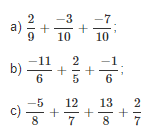 a) 2/9 + -3/10 + -7/10;
b) -11/6 + 2/5 + -1/6;
c) -5/8 + 12/7 + 13/8 + 2/7